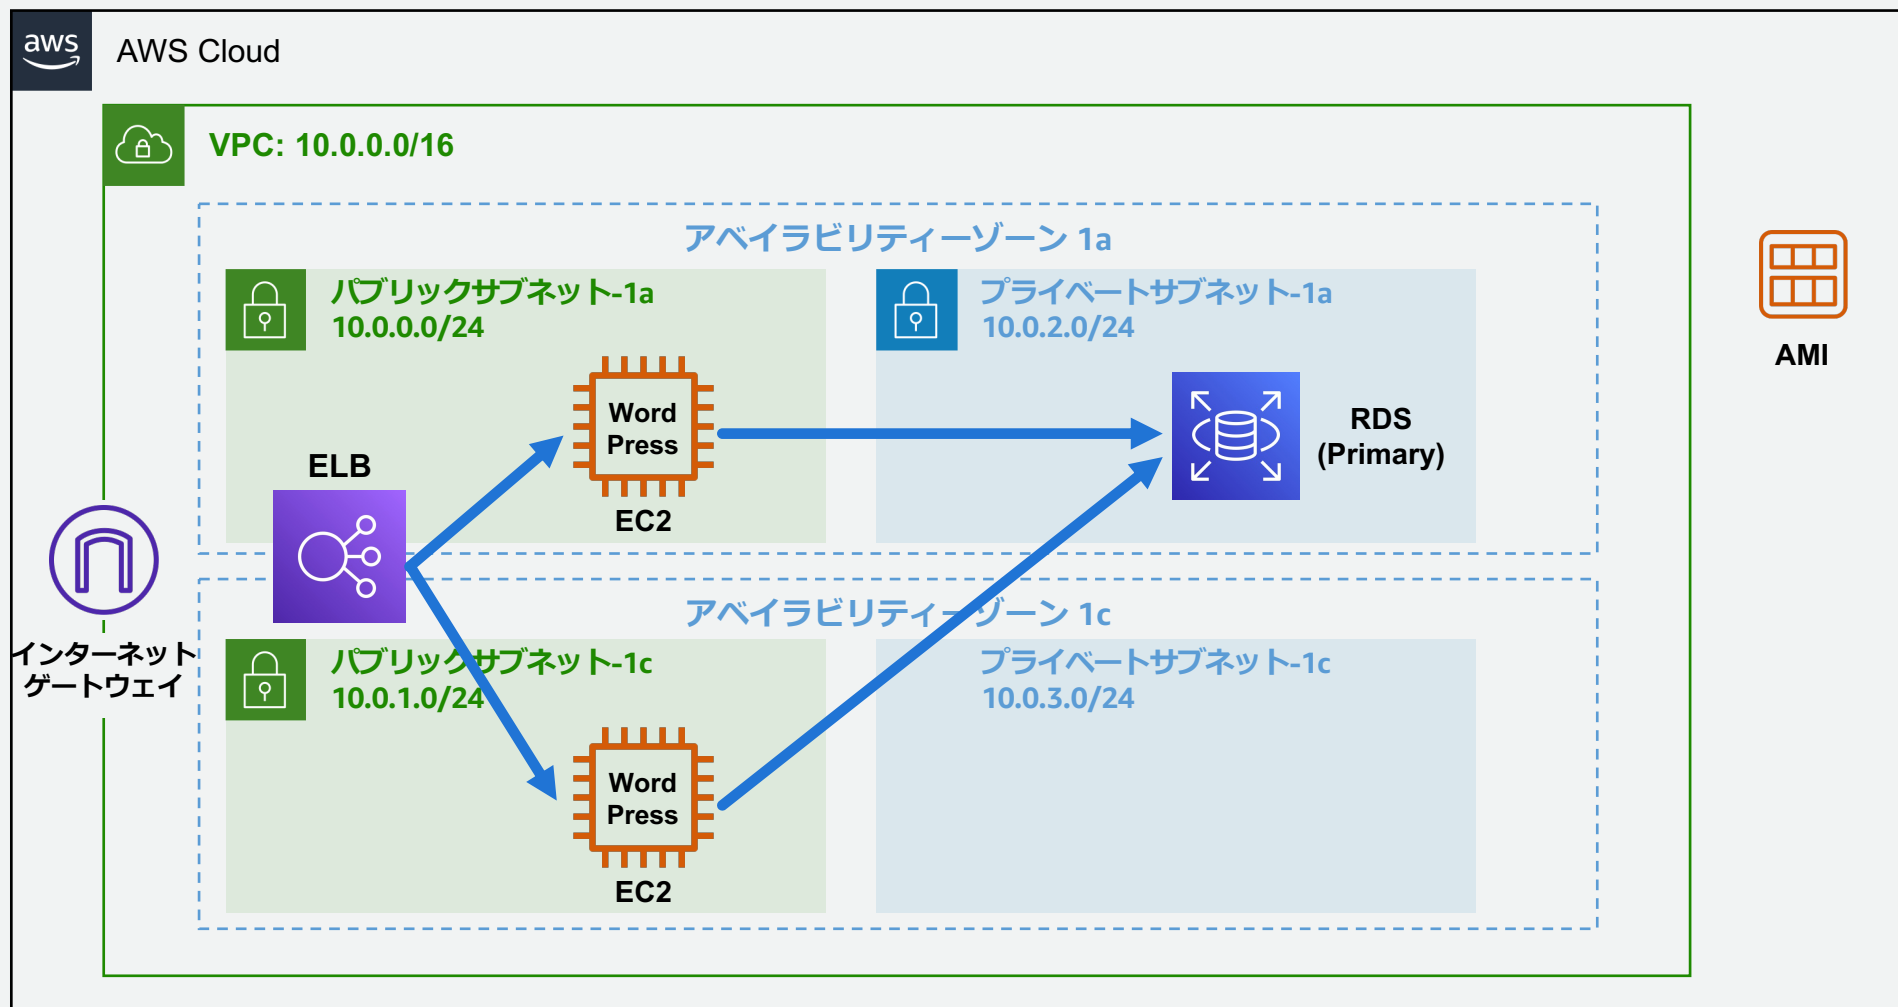 aws
AWS Cloud
VPC: 10.0.0.0/16
アベイラビリティーゾーン 1a
パブリックサブネット-1a
10.0.0.0/24
プライベートサブネット-1a
10.0.2.0/24
AMI
Word
Press
EC2
RDS
(Primary)
ELB
インターネット
ゲートウェイ
アベイラビリティーゾーン 1c
パブリックサブネット-1c
10.0.1.0/24
プライベートサブネット-1c
10.0.3.0/24
Word
Press
EC2